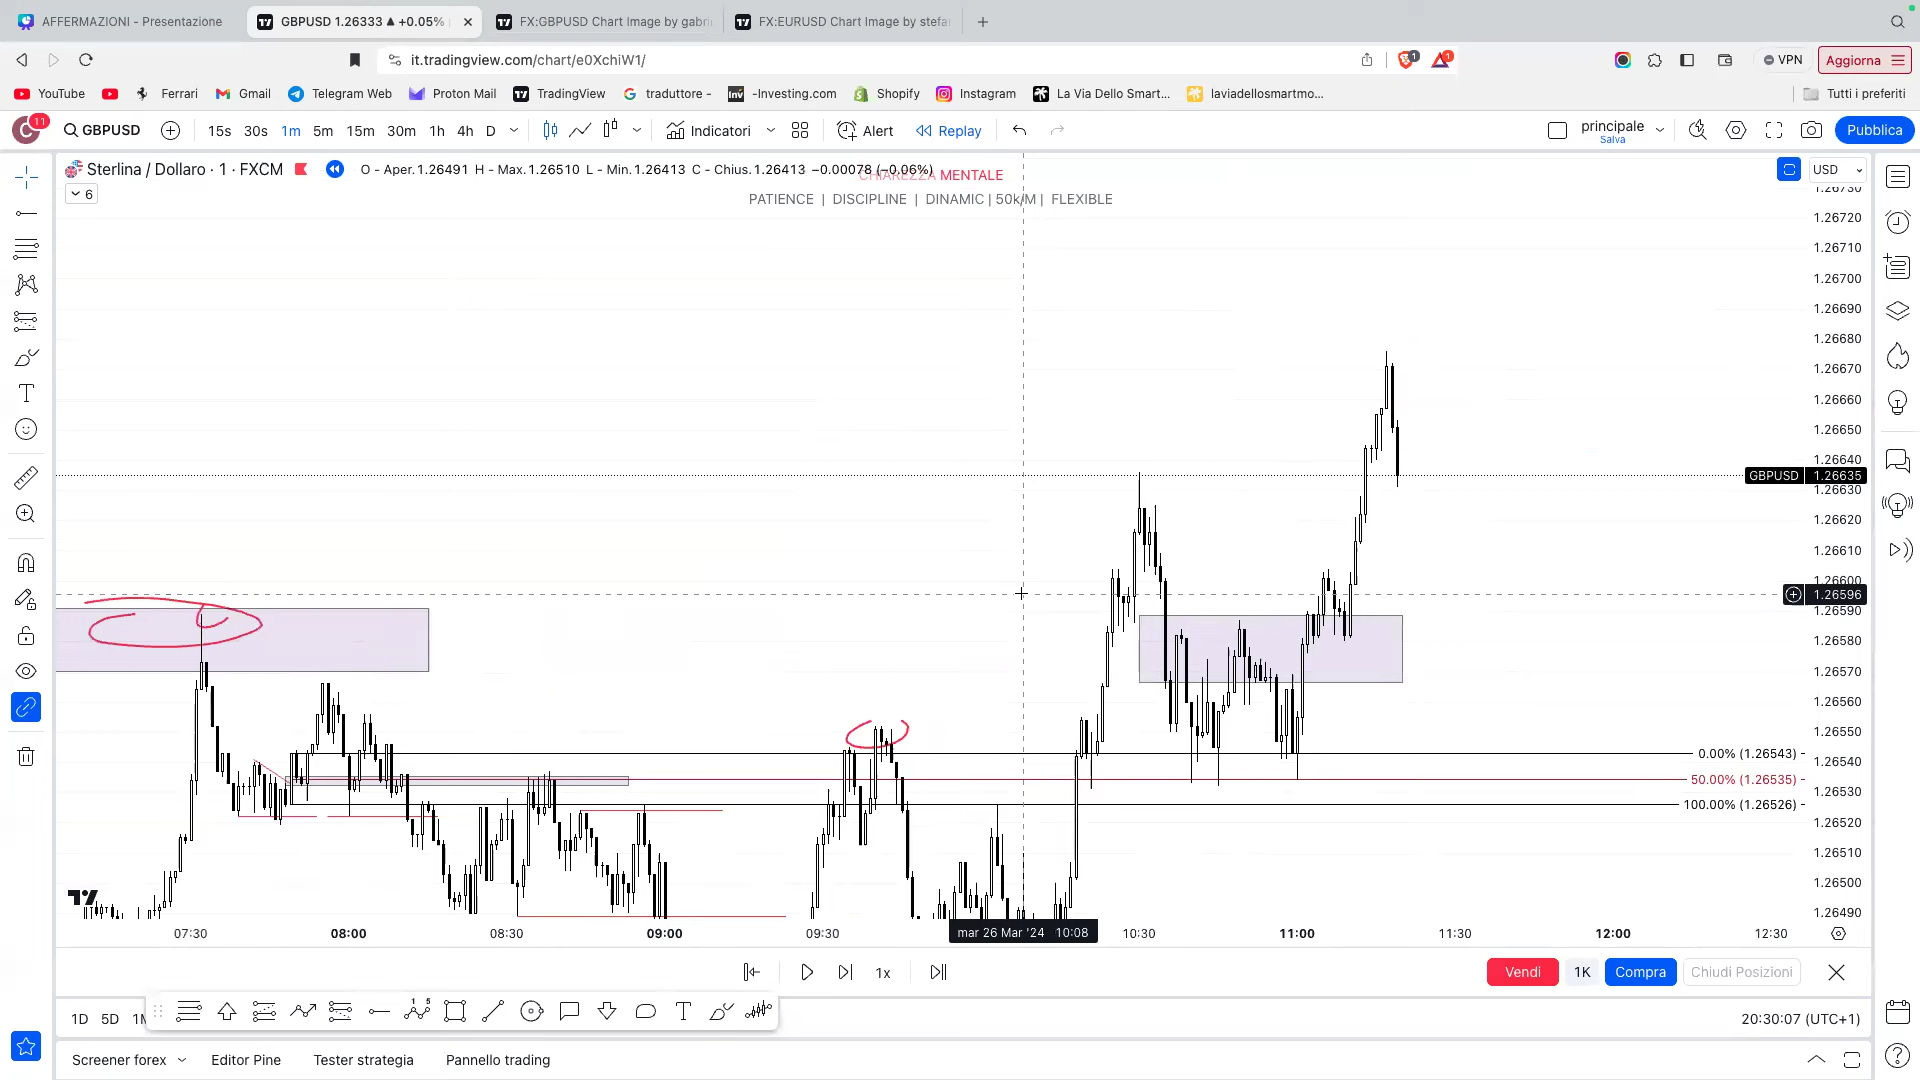 AFFERMAZIONI - Presentazione
GBPUSD 1.26333 ▲ +0.05%
FX:GBPUSD Chart Image by gabri
FX:EURUSD Chart Image by stefa
it.tradingview.com/chart/e0XchiW1/
1
1
VPN
Aggiorna
YouTube
Ferrari
Gmail
Telegram Web
Proton Mail
TradingView
traduttore -
-Investing.com
Shopify
Instagram
La Via Dello Smart...
laviadellosmartmo...
Tutti i preferiti
C
11
GBPUSD
15s 30s 1m 5m 15m 30m 1h 4h D
Indicatori
Alert
Replay
principale
Salva
Pubblica
Sterlina / Dollaro · 1 · FXCM
O - Aper.1.26491 H - Max.1.26510 L - Min.1.26413 C - Chius.1.26413 −0.00078 (−0.06%)
CHIAREZZA MENTALE
PATIENCE | DISCIPLINE | DINAMIC | 50k/M | FLEXIBLE
6
USD
1.26730
1.26720
1.26710
1.26700
1.26690
1.26680
1.26670
1.26660
1.26650
1.26640
GBPUSD 1.26635
1.26630
1.26620
1.26610
1.26600
1.26596
1.26590
1.26580
1.26570
1.26560
1.26550
0.00% (1.26543)
1.26540
50.00% (1.26535)
1.26530
100.00% (1.26526)
1.26520
1.26510
1.26500
1.26490
07:30 08:00 08:30 09:00 09:30 mar 26 Mar '24 10:08 10:30 11:00 11:30 12:00 12:30
1x
Vendi
1K
Compra
Chiudi Posizioni
1D 5D
20:30:07 (UTC+1)
Screener forex
Editor Pine
Tester strategia
Pannello trading